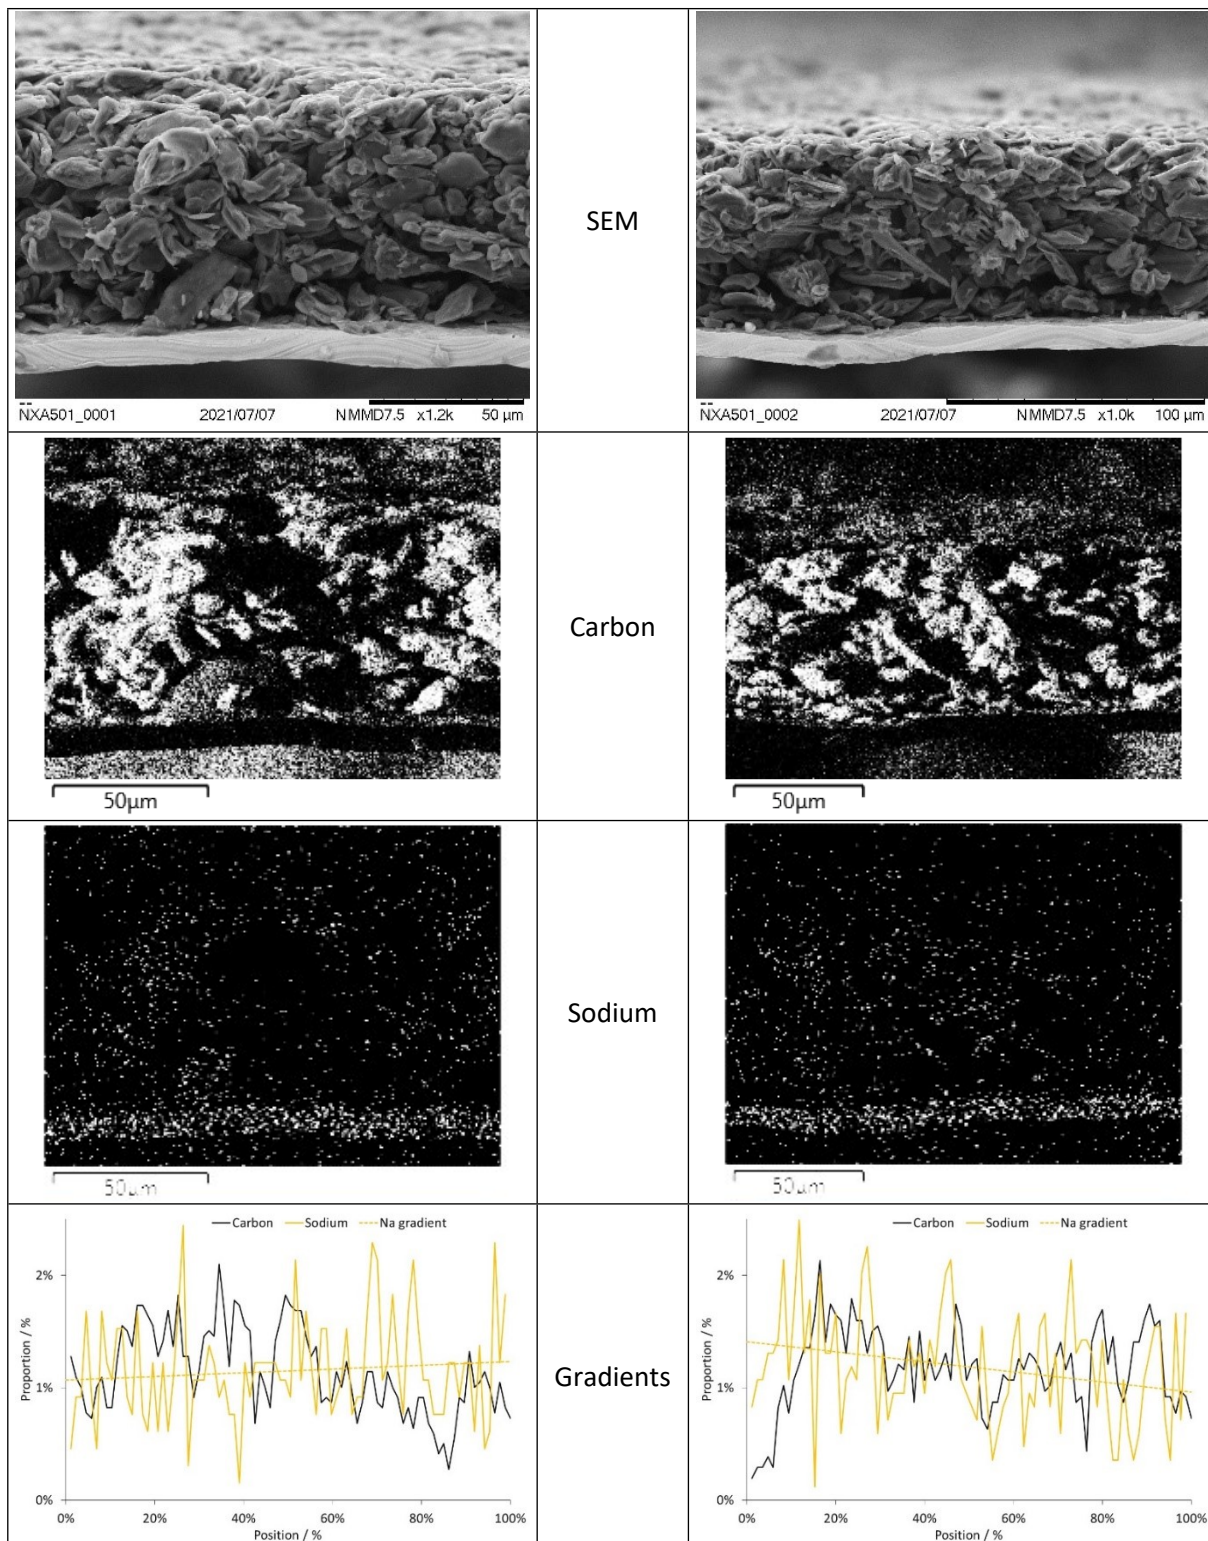 SEM
NXA501_0001 2021/07/07 NMMD7.5 x1.2k 50 µm
NXA501_0002 2021/07/07 NMMD7.5 x1.0k 100 µm
Carbon
50µm
50µm
Sodium
50µm
50µm
Gradients
Carbon Sodium Na gradient
2%
1%
0%
Proportion / %
0% 20% 40% 60% 80% 100%
Position / %
Carbon Sodium Na gradient
2%
1%
0%
Proportion / %
0% 20% 40% 60% 80% 100%
Position / %